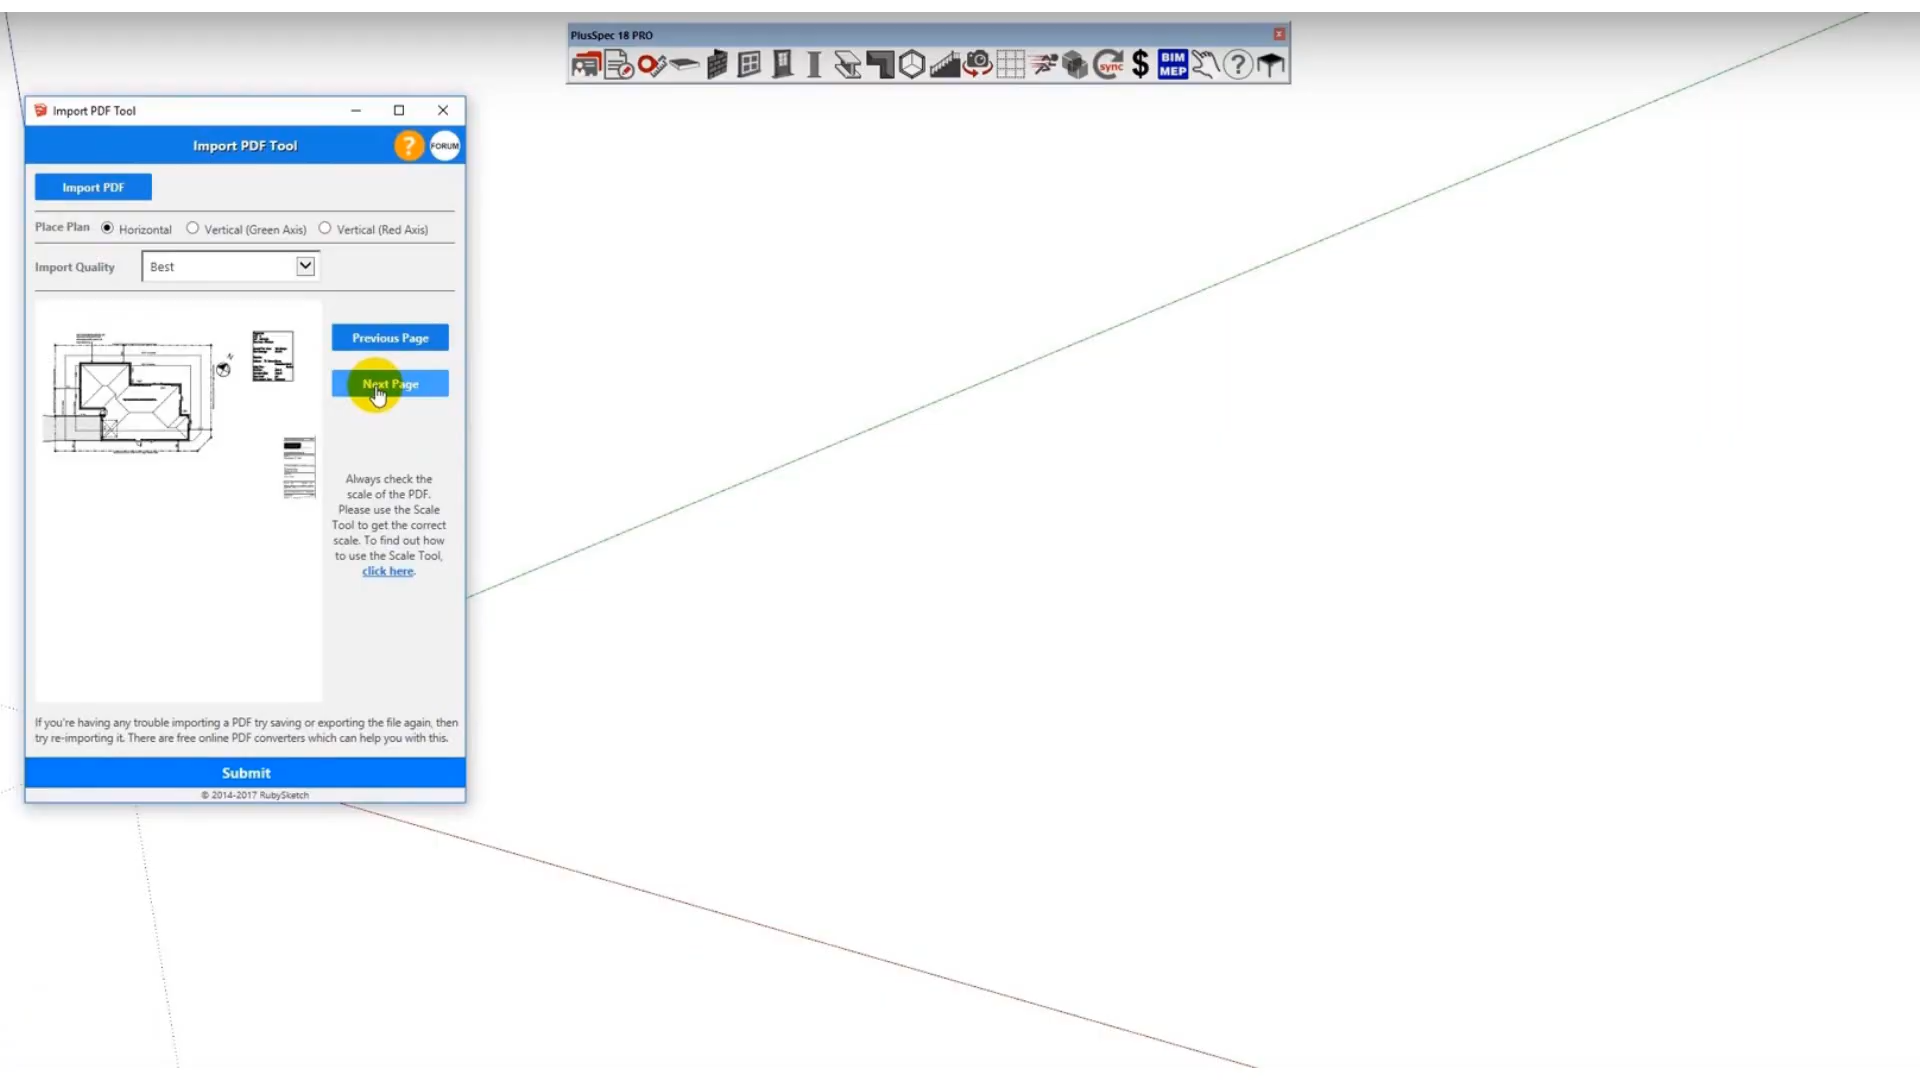 PlusSpec 18 PRO
sync
$
BIM
MEP
?
Import PDF Tool
Import PDF Tool
?
FORUM
Import PDF
Place Plan
Horizontal
Vertical (Green Axis)
Vertical (Red Axis)
Import Quality
Best
N
Previous Page
Next Page
Always check the
scale of the PDF.
Please use the Scale
Tool to get the correct
scale. To find out how
to use the Scale Tool,
click here.
If you're having any trouble importing a PDF try saving or exporting the file again, then
try re-importing it. There are free online PDF converters which can help you with this.
Submit
© 2014-2017 RubySketch